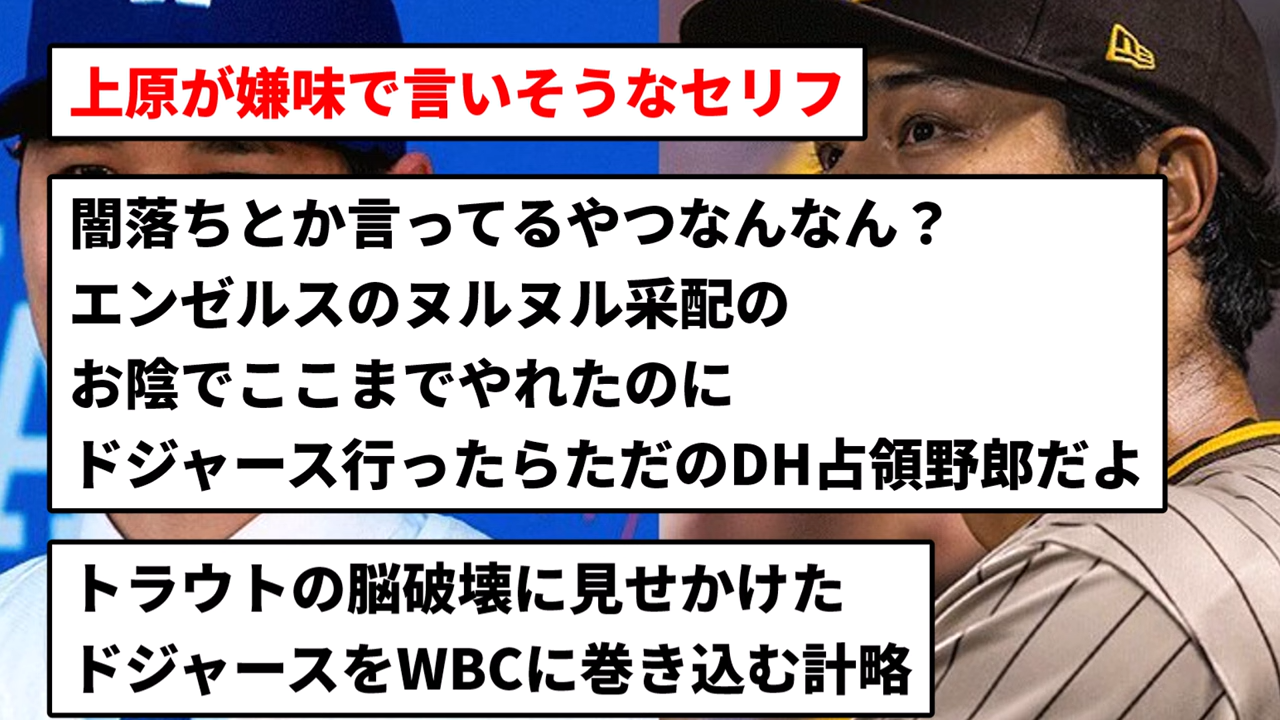 上原が嫌味で言いそうなセリフ
闇落ちとか言ってるやつなんなん？
エンゼルスのヌルヌル采配の
お陰でここまでやれたのに
ドジャース行ったらただのDH占領野郎だよ
トラウトの脳破壊に見せかけた
ドジャースをWBCに巻き込む計略